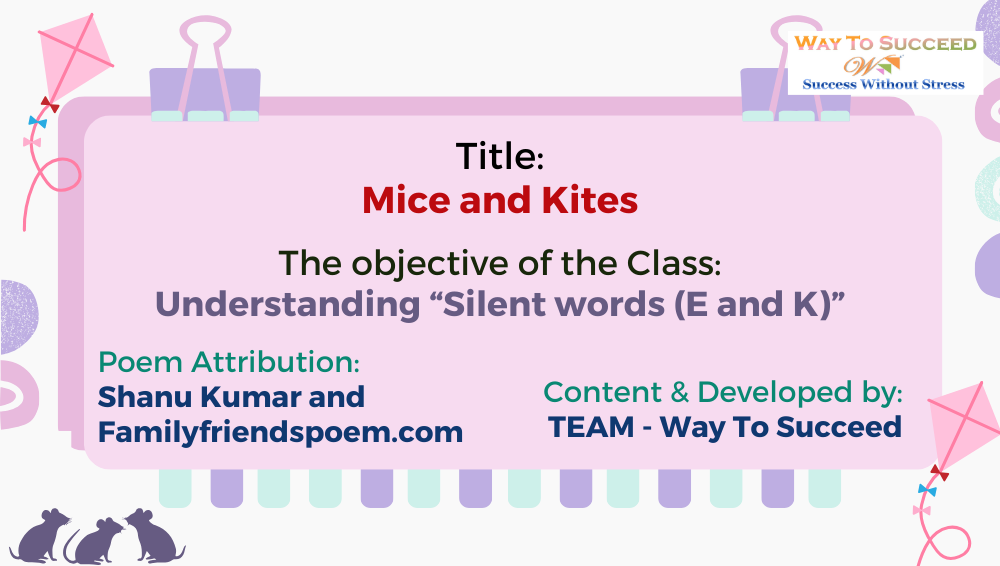 WAY TO SUCCEED
Success Without Stress
Title:
Mice and Kites
The objective of the Class:
Understanding “Silent words (E and K)”
Poem Attribution:
Shanu Kumar and
Familyfriendspoem.com
Content & Developed by:
TEAM - Way To Succeed